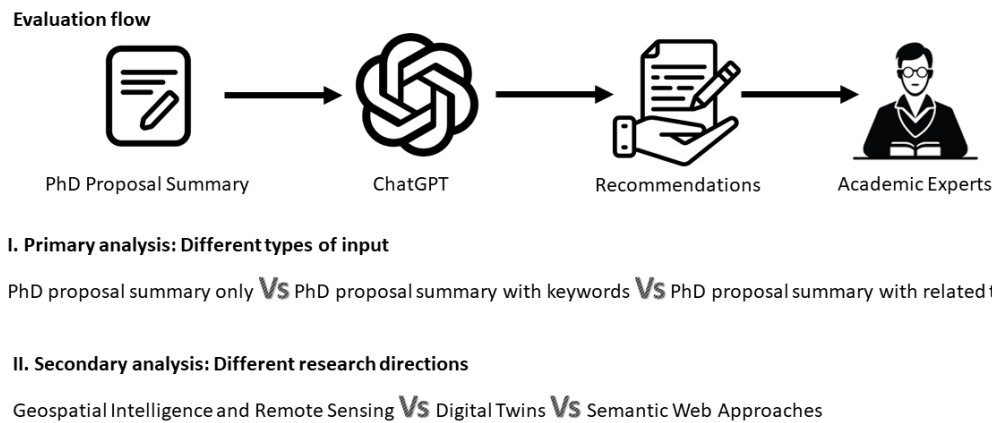 Evaluation flow
PhD Proposal Summary
ChatGPT
Recommendations
Academic Experts
I. Primary analysis: Different types of input
PhD proposal summary only Vs PhD proposal summary with keywords Vs PhD proposal summary with related
II. Secondary analysis: Different research directions
Geospatial Intelligence and Remote Sensing Vs Digital Twins Vs Semantic Web Approaches